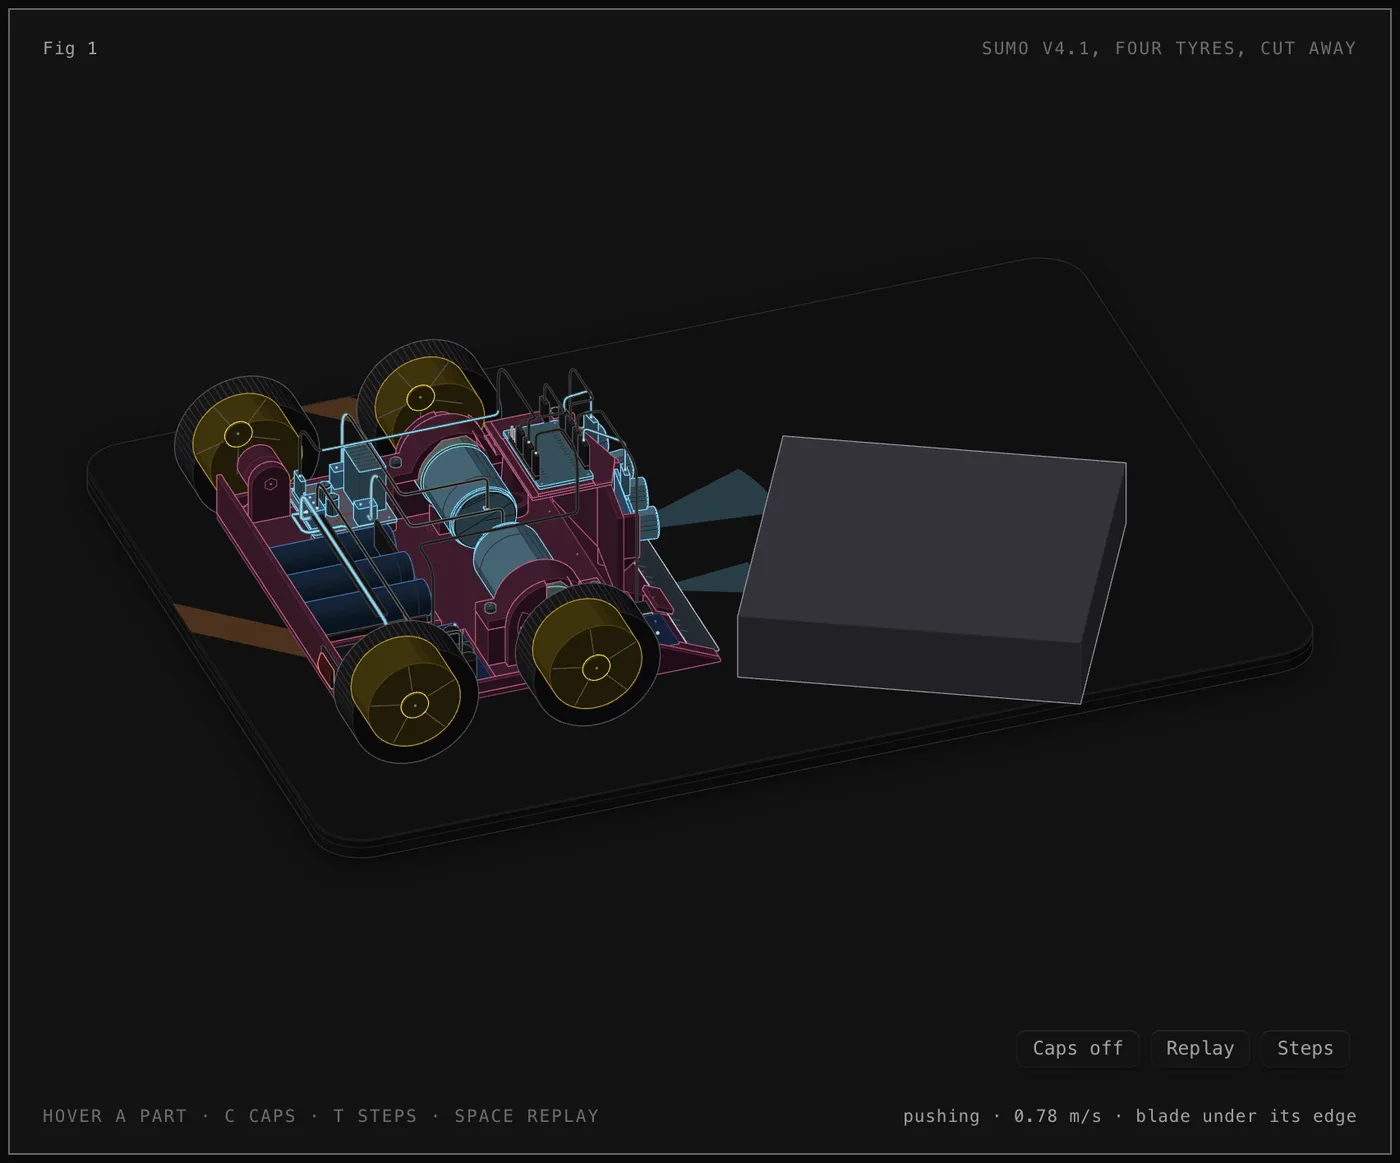 Fig 1
SUMO V4.1, FOUR TYRES, CUT AWAY
Caps off
Replay
Steps
HOVER A PART · C CAPS · T STEPS · SPACE REPLAY
pushing · 0.78 m/s · blade under its edge